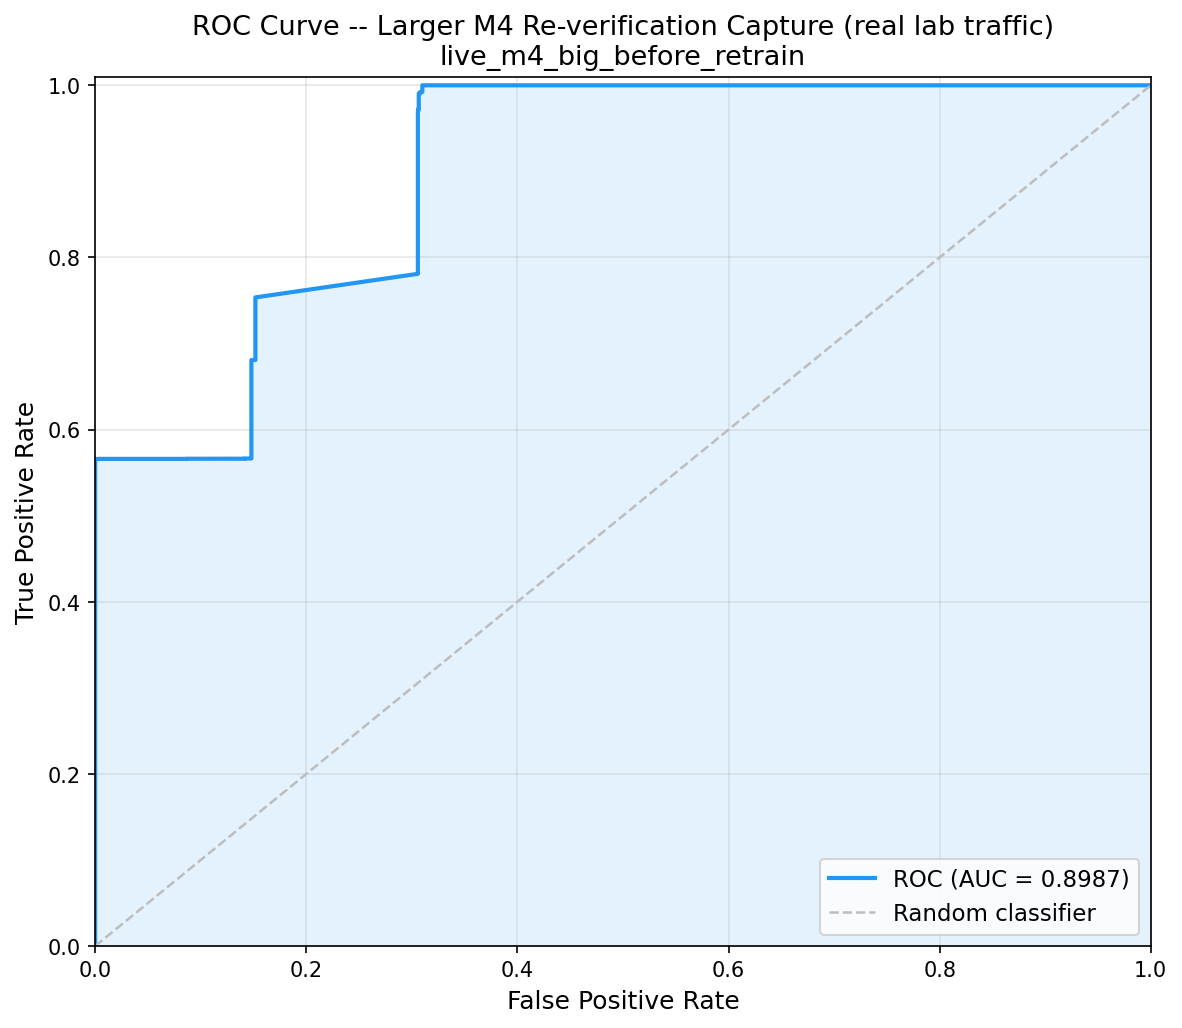 ROC Curve -- Larger M4 Re-verification Capture (real lab traffic)
live_m4_big_before_retrain
1.0
0.8
0.6
0.4
0.2
0.0
True Positive Rate
0.0 0.2 0.4 0.6 0.8 1.0
False Positive Rate
ROC (AUC = 0.8987)
Random classifier